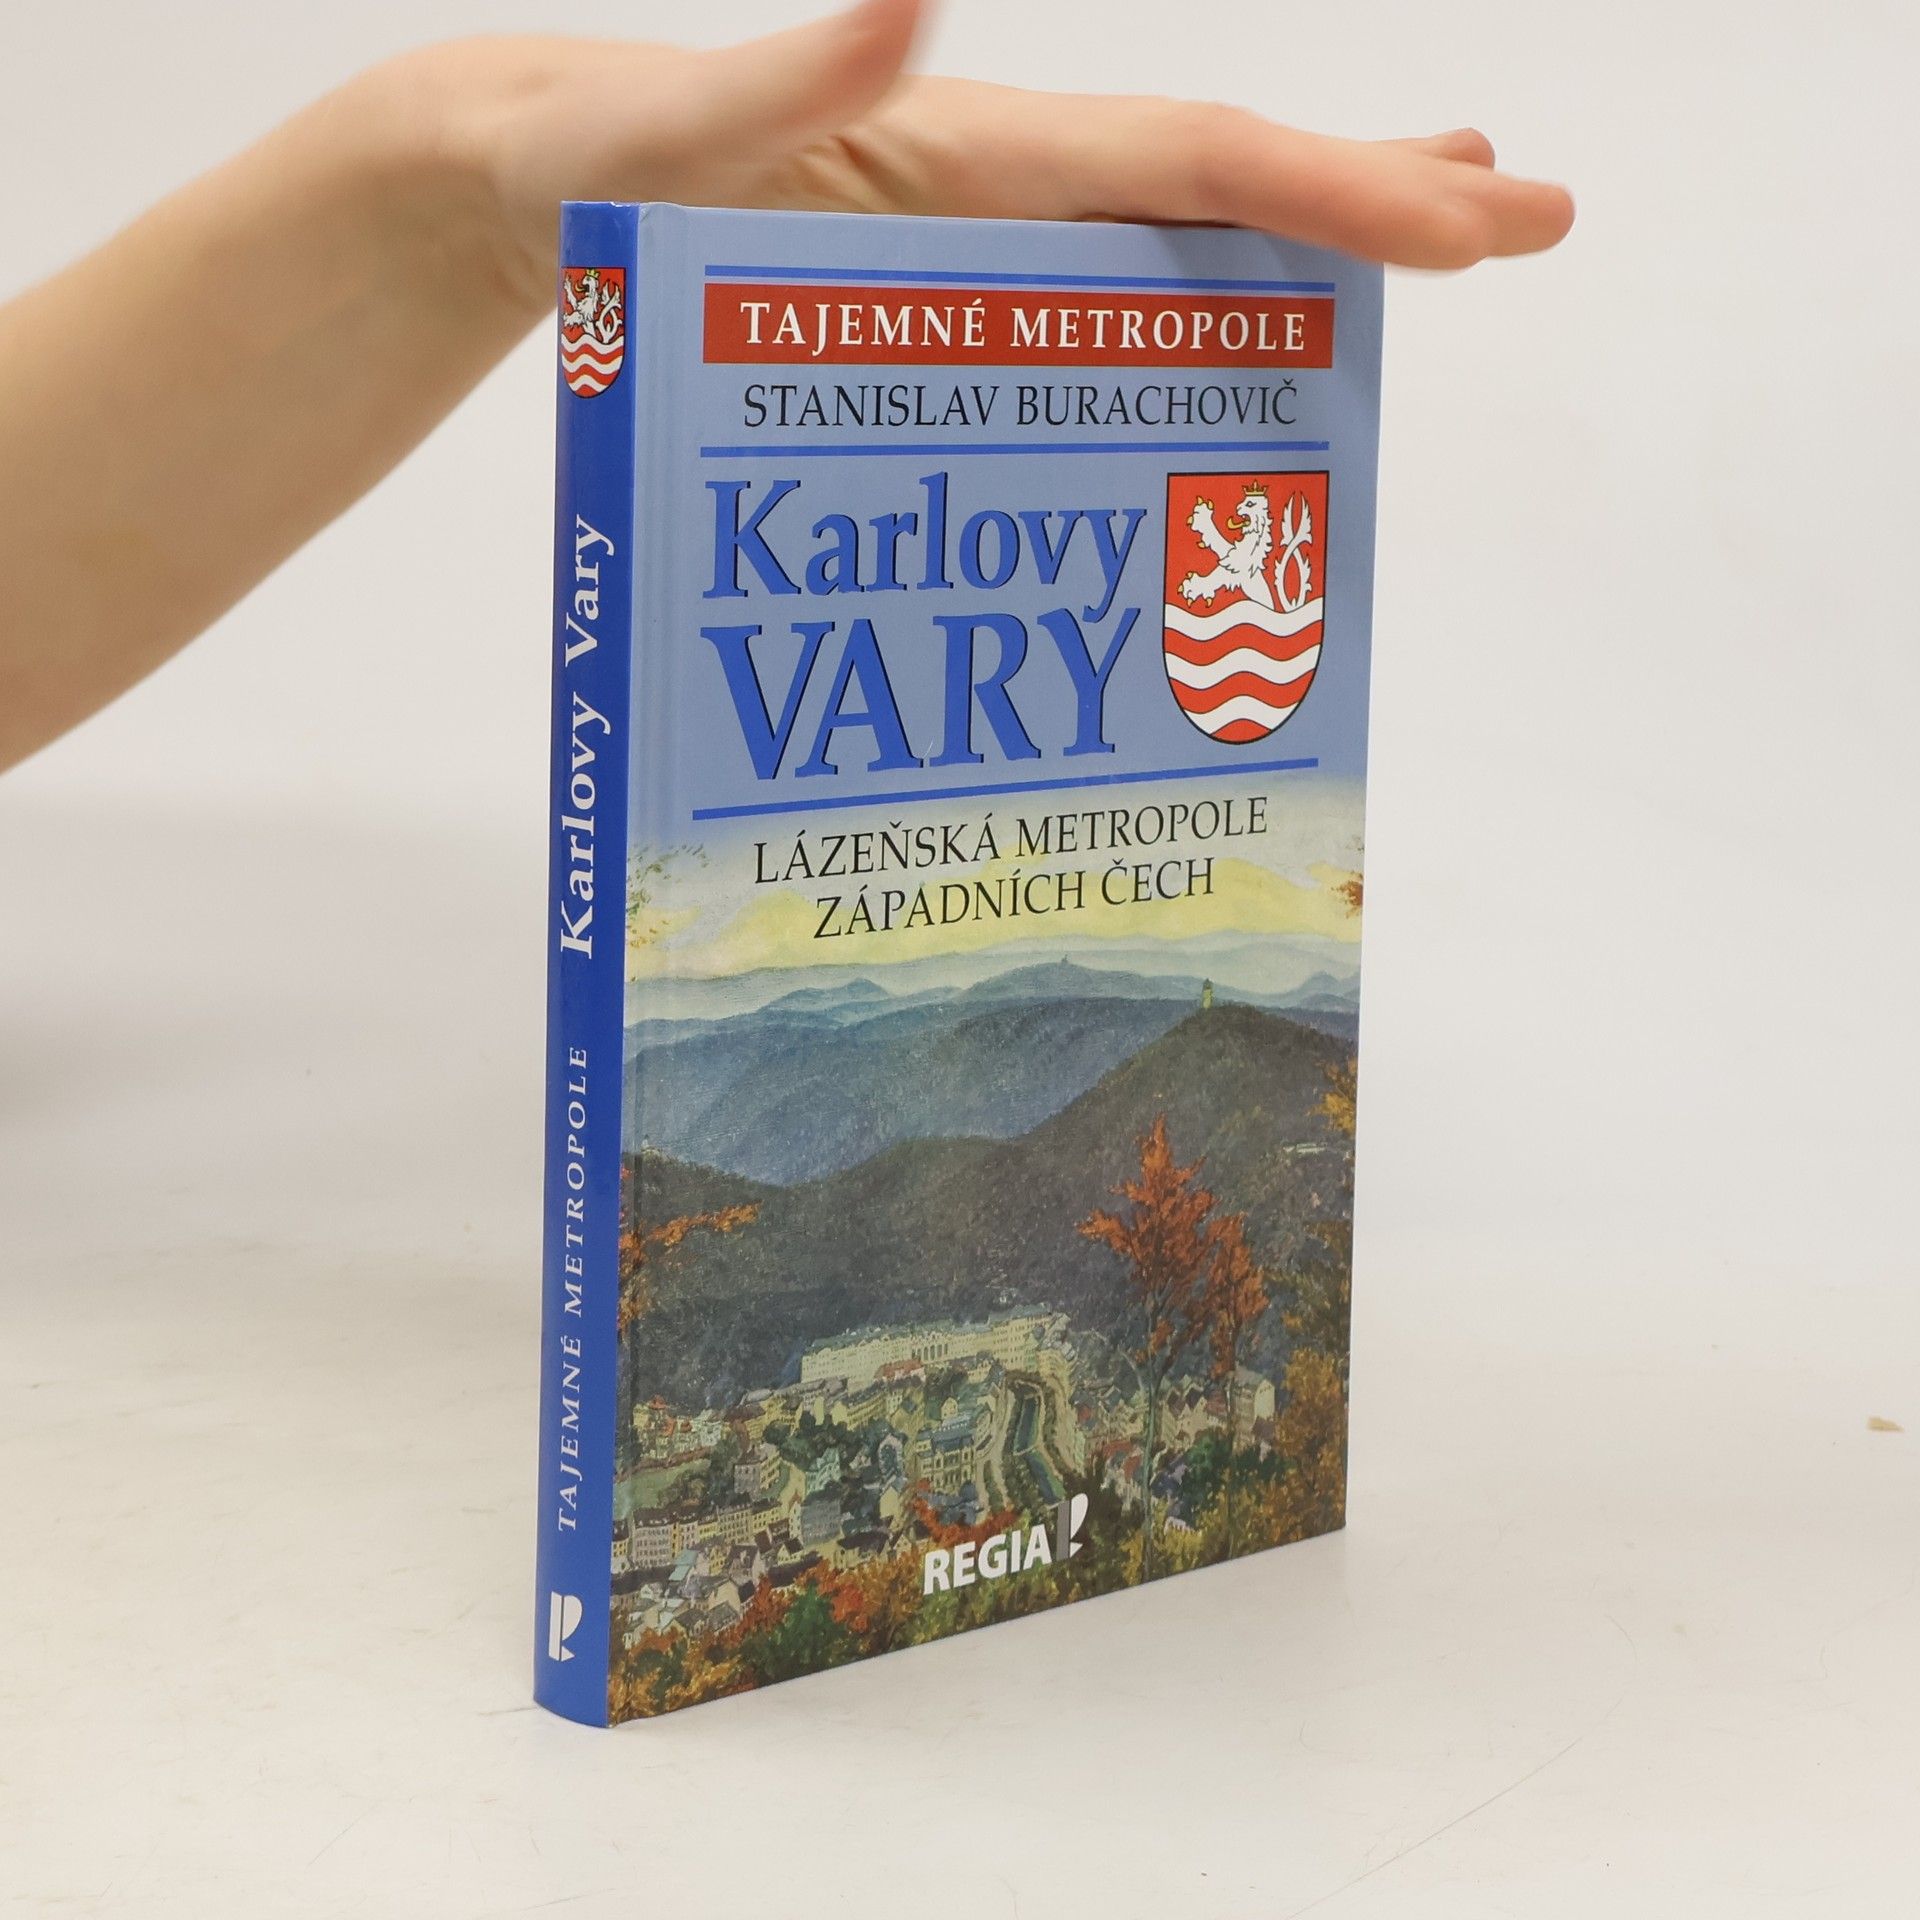 TAJEMNÉ METROPOLE
STANISLAV BURACHOVIČ
Karlovy
VARY
LÁZEŇSKÁ METROPOLE
ZÁPADNÍCH ČECH
REGIA
TAJEMNÉ METROPOLE Karlovy Vary